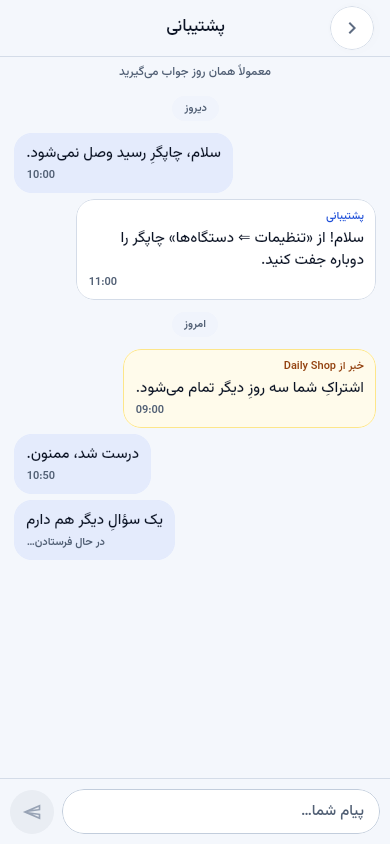 پشتیبانی
معمولاً همان روز جواب می‌گیرید
دیروز
سلام، چاپگرِ رسید وصل نمی‌شود.
10:00
پشتیبانی
سلام! از «تنظیمات ⇐ دستگاه‌ها» چاپگر را
دوباره جفت کنید.
11:00
امروز
خبر از Daily Shop
اشتراکِ شما سه روزِ دیگر تمام می‌شود.
09:00
درست شد، ممنون.
10:50
یک سؤالِ دیگر هم دارم
در حال فرستادن…
پیام شما…